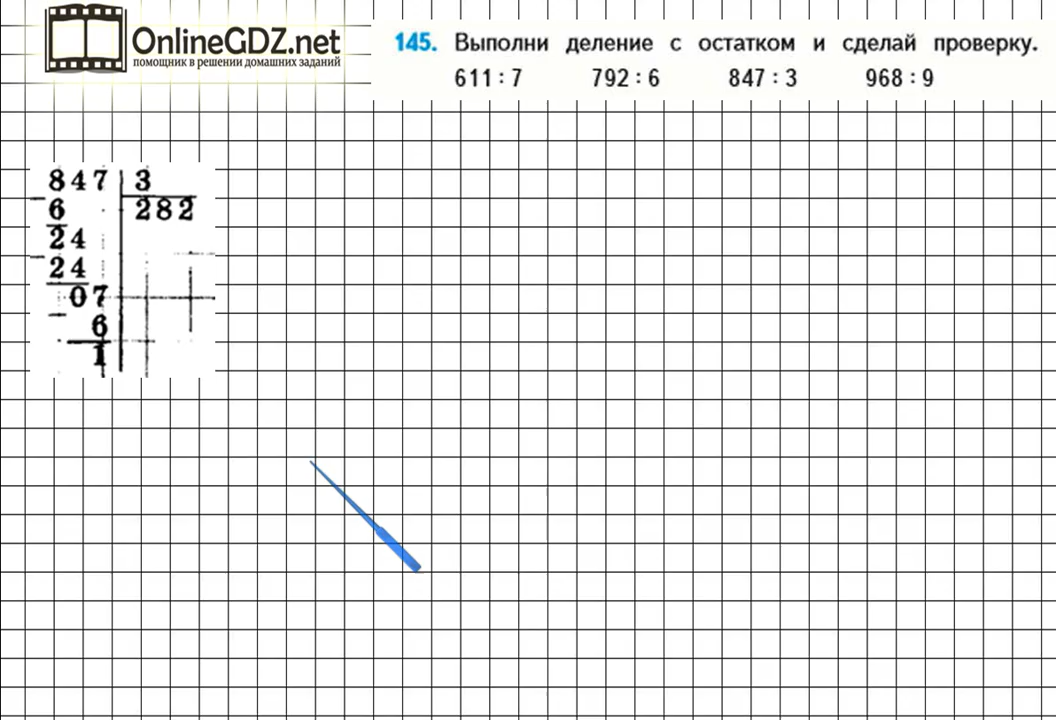 OnlineGDZ.net
помощник в решении домашних заданий
145. Выполни деление с остатком и сделай проверку.
611 : 7 792 : 6 847 : 3 968 : 9
847 3
6 282
24
24
07
6
1